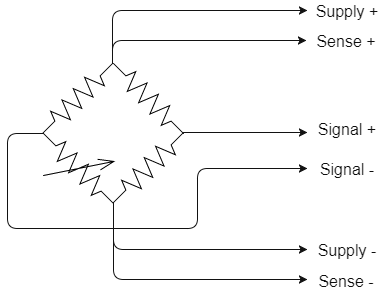 Supply +
Sense +
Signal +
Signal -
Supply -
Sense -